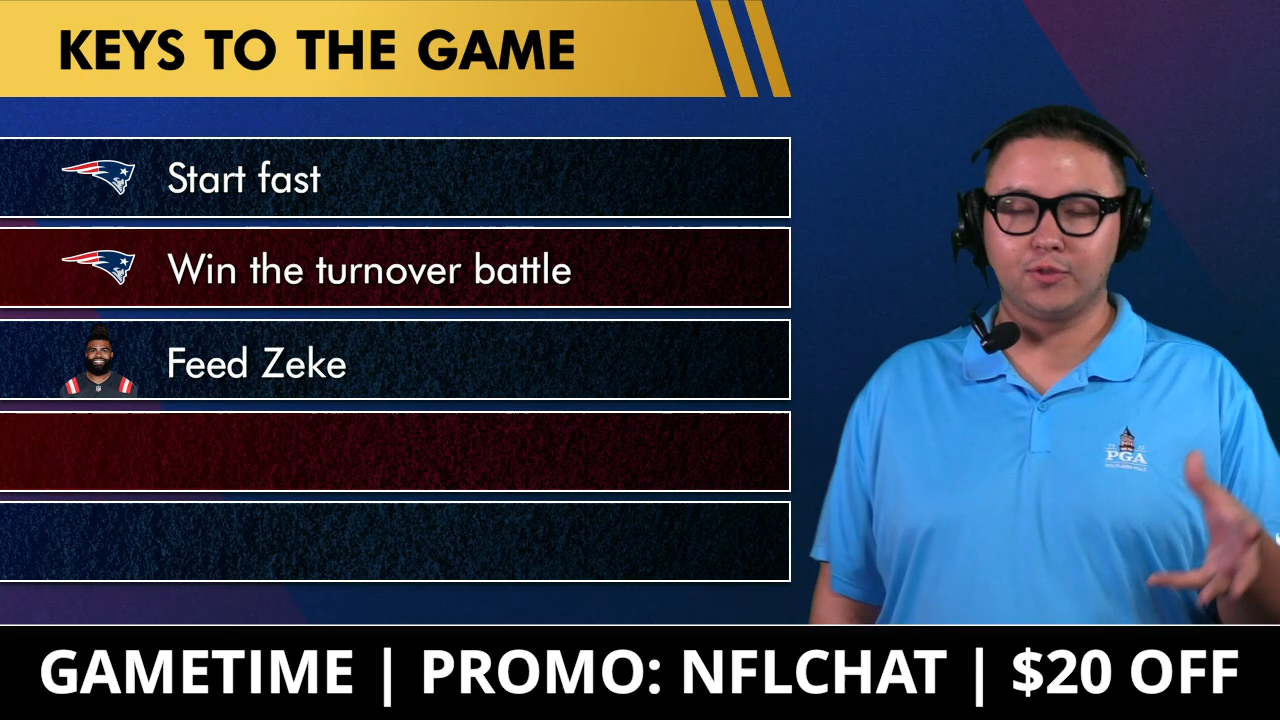 KEYS TO THE GAME
Start fast
Win the turnover battle
Feed Zeke
PGA
GAMETIME | PROMO: NFLCHAT | $20 OFF